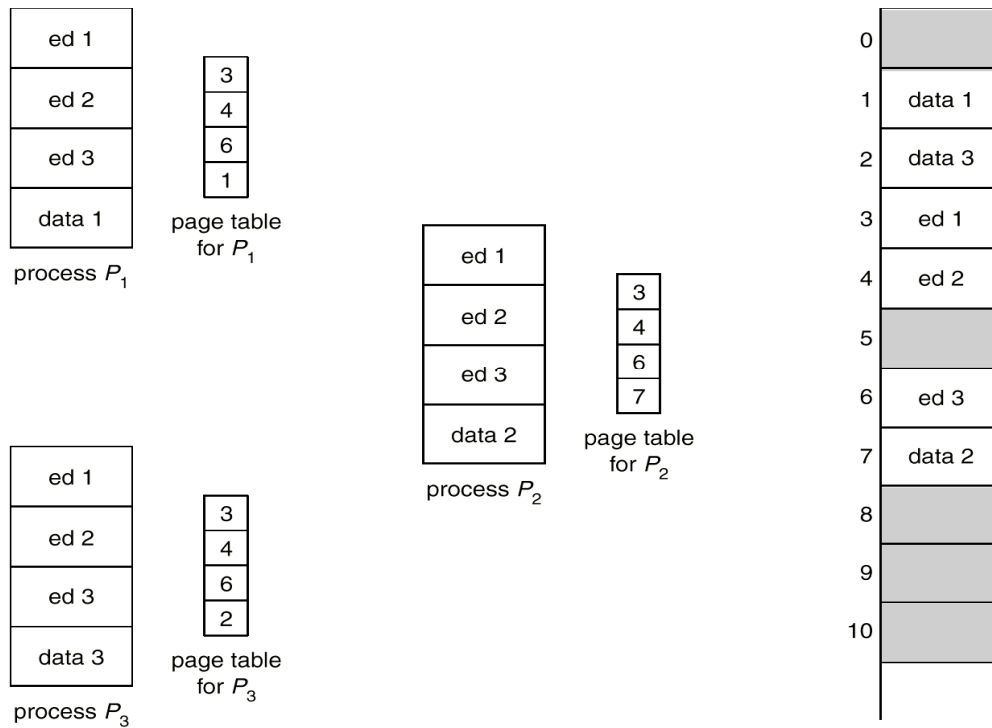 ed 1
ed 2
ed 3
data 1
process P1
3
4
6
1
page table
for P1
ed 1
ed 2
ed 3
data 2
process P2
3
4
6
7
page table
for P2
ed 1
ed 2
ed 3
data 3
process P3
3
4
6
2
page table
for P3
0
1 data 1
2 data 3
3 ed 1
4 ed 2
5
6 ed 3
7 data 2
8
9
10